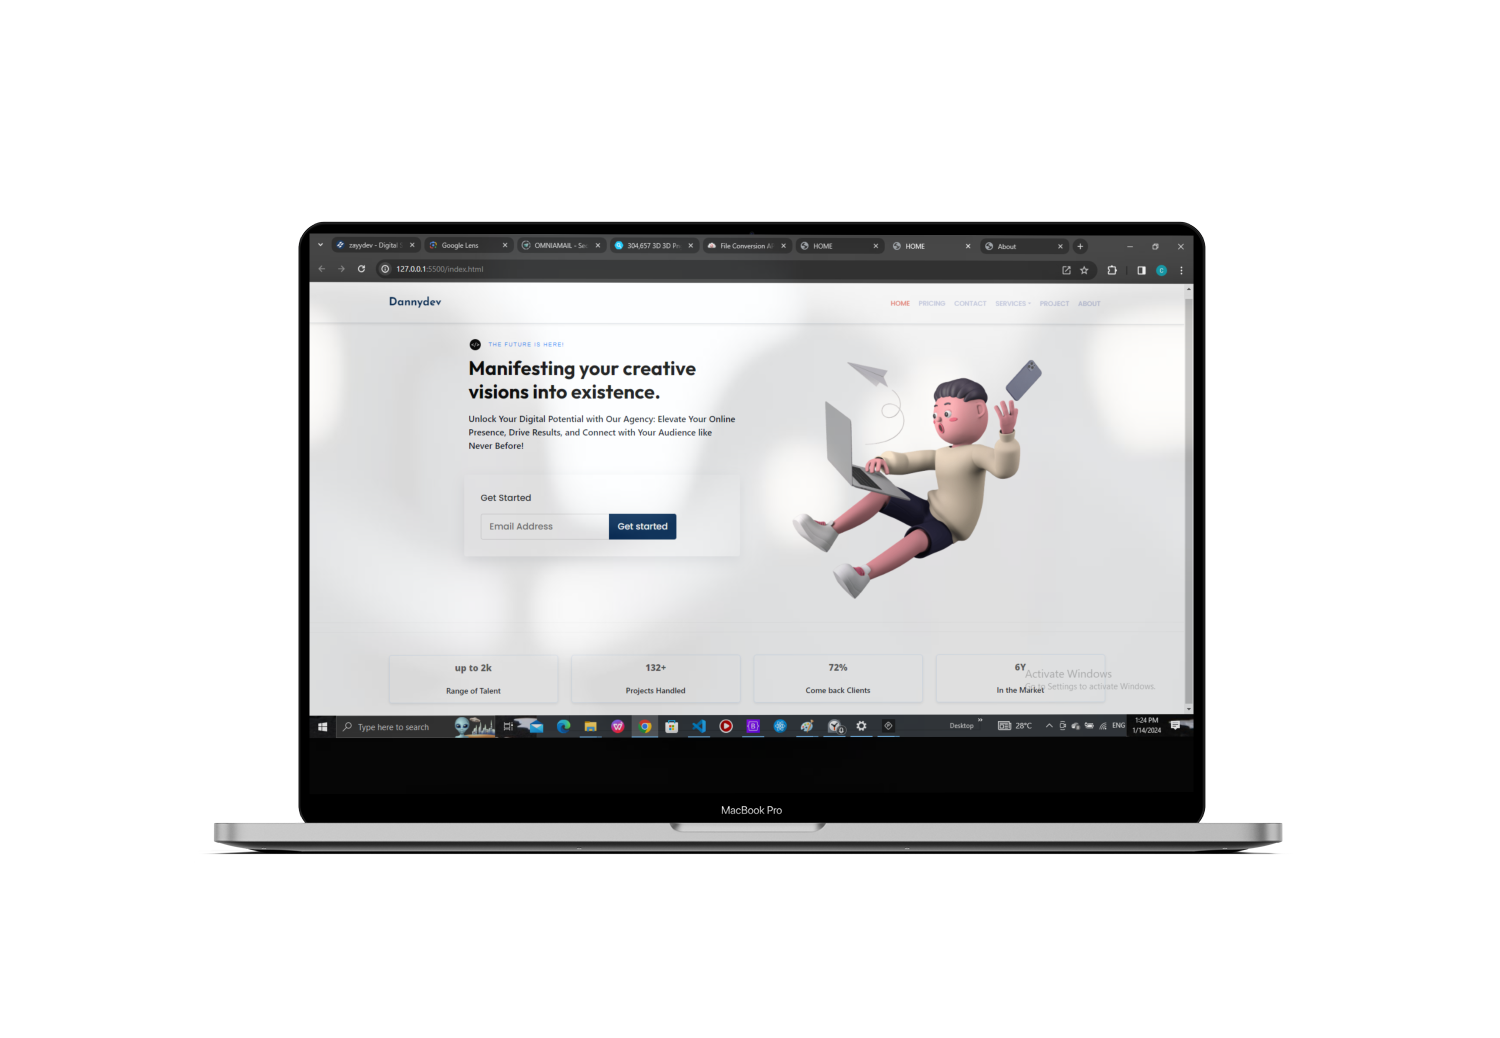 zayydev - Digital S
Google Lens
OMNIAMAIL - Sec
304,657 3D 3D Pr
File Conversion A
HOME
HOME
About
127.0.0.1:5500/index.html
Dannydev
HOME PRICING CONTACT SERVICES PROJECT ABOUT
THE FUTURE IS HERE!
Manifesting your creative
visions into existence.
Unlock Your Digital Potential with Our Agency: Elevate Your Online
Presence, Drive Results, and Connect with Your Audience like
Never Before!
Get Started
Email Address
Get started
up to 2k
Range of Talent
132+
Projects Handled
72%
Come back Clients
6Y
In the Market
Activate Windows
Go to Settings to activate Windows.
Type here to search
Desktop
28°C
ENG
1:24 PM
1/14/2024
MacBook Pro